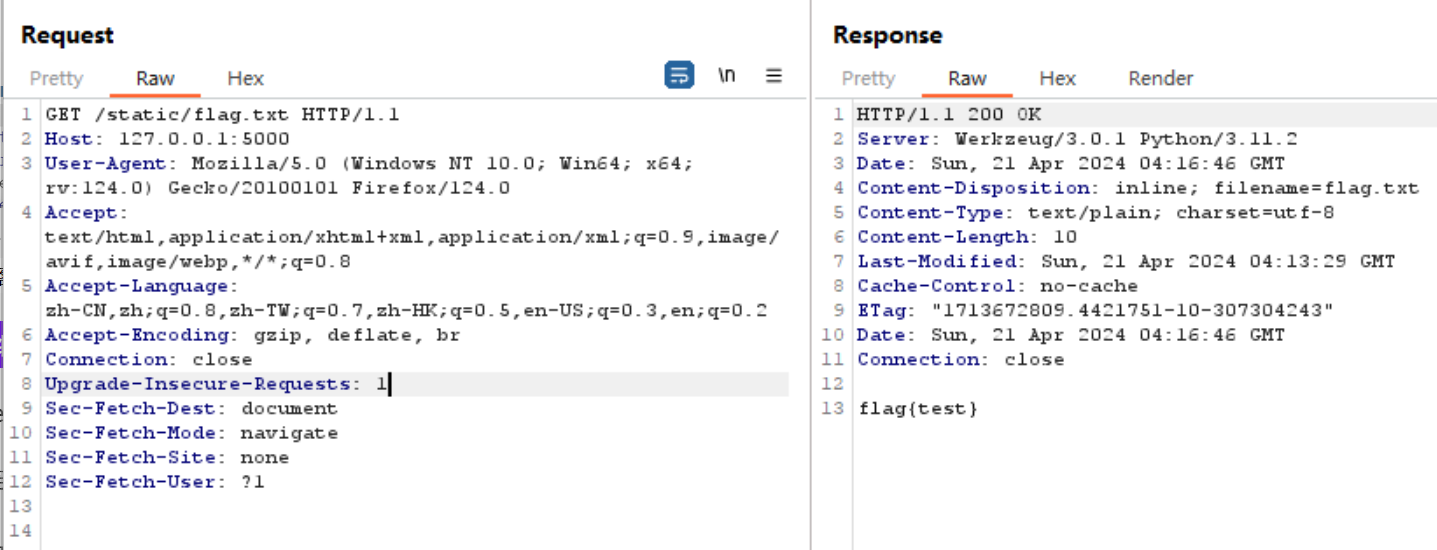 Request
Pretty Raw Hex
\n
1 GET /static/flag.txt HTTP/1.1
2 Host: 127.0.0.1:5000
3 User-Agent: Mozilla/5.0 (Windows NT 10.0; Win64; x64;
rv:124.0) Gecko/20100101 Firefox/124.0
4 Accept:
text/html,application/xhtml+xml,application/xml;q=0.9,image/
avif,image/webp,*/*;q=0.8
5 Accept-Language:
zh-CN,zh;q=0.8,zh-TW;q=0.7,zh-HK;q=0.5,en-US;q=0.3,en;q=0.2
6 Accept-Encoding: gzip, deflate, br
7 Connection: close
8 Upgrade-Insecure-Requests: 1
9 Sec-Fetch-Dest: document
10 Sec-Fetch-Mode: navigate
11 Sec-Fetch-Site: none
12 Sec-Fetch-User: ?1
13
14
Response
Pretty Raw Hex Render
1 HTTP/1.1 200 OK
2 Server: Werkzeug/3.0.1 Python/3.11.2
3 Date: Sun, 21 Apr 2024 04:16:46 GMT
4 Content-Disposition: inline; filename=flag.txt
5 Content-Type: text/plain; charset=utf-8
6 Content-Length: 10
7 Last-Modified: Sun, 21 Apr 2024 04:13:29 GMT
8 Cache-Control: no-cache
9 ETag: "1713672809.4421751-10-307304243"
10 Date: Sun, 21 Apr 2024 04:16:46 GMT
11 Connection: close
12
13 flag{test}